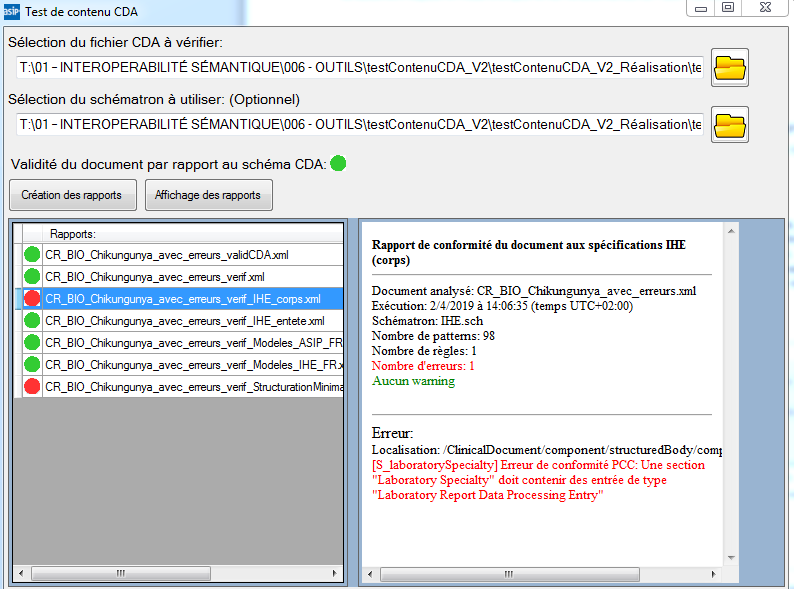 asip
Test de contenu CDA
Sélection du fichier CDA à vérifier:
T:\01 – INTEROPERABILITÉ SÉMANTIQUE\006 - OUTILS\testContenuCDA_V2\testContenuCDA_V2_Réalisation\te
Sélection du schématron à utiliser: (Optionnel)
T:\01 – INTEROPERABILITÉ SÉMANTIQUE\006 - OUTILS\testContenuCDA_V2\testContenuCDA_V2_Réalisation\te
Validité du document par rapport au schéma CDA:
Création des rapports
Affichage des rapports
Rapports:
CR_BIO_Chikungunya_avec_erreurs_validCDA.xml
CR_BIO_Chikungunya_avec_erreurs_verif.xml
CR_BIO_Chikungunya_avec_erreurs_verif_IHE_corps.xml
CR_BIO_Chikungunya_avec_erreurs_verif_IHE_entete.xml
CR_BIO_Chikungunya_avec_erreurs_verif_Modeles_ASIP_FR
CR_BIO_Chikungunya_avec_erreurs_verif_Modeles_IHE_FR.x
CR_BIO_Chikungunya_avec_erreurs_verif_StructurationMinima
Rapport de conformité du document aux spécifications IHE
(corps)
Document analysé: CR_BIO_Chikungunya_avec_erreurs.xml
Exécution: 2/4/2019 à 14:06:35 (temps UTC+02:00)
Schématron: IHE.sch
Nombre de patterns: 98
Nombre de règles: 1
Nombre d'erreurs: 1
Aucun warning
Erreur:
Localisation: /ClinicalDocument/component/structuredBody/comp
[S_laboratorySpecialty] Erreur de conformité PCC: Une section
"Laboratory Specialty" doit contenir des entrée de type
"Laboratory Report Data Processing Entry"